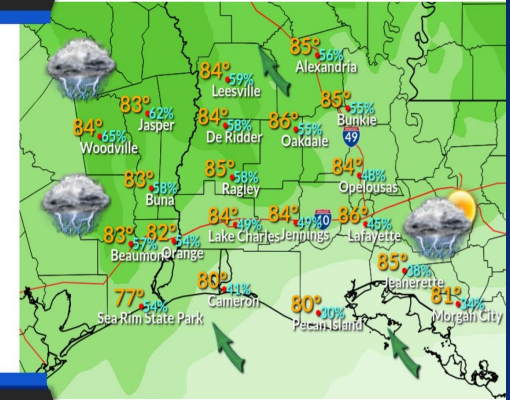 85° 56%
Alexandria
84° 59%
Leesville
83° 62%
Jasper
84° 65%
Woodville
84° 58%
De Ridder
86° 55%
Oakdale
85° 55%
Bunkie
49
83° 58%
Buna
85° 58%
Ragley
84° 48%
Opelousas
83° 57%
Beaumont
82° 54%
Orange
84° 49%
Lake Charles
84° 49%
Jennings
40
86° 45%
Lafayette
85° 38%
Jeanerette
77° 54%
Sea Rim State Park
80° 41%
Cameron
80° 30%
Pecan Island
81° 34%
Morgan City